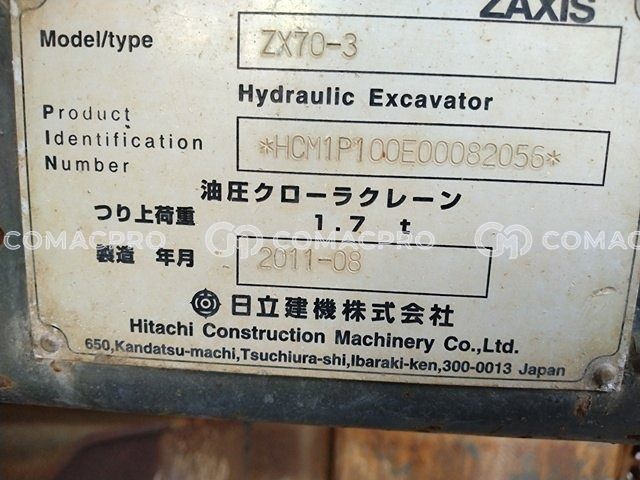 ZAXIS
Model/type ZX70-3
Hydraulic Excavator
Product
Identification *HCM1P100E00082056*
Number
油圧クローラクレーン
つり上荷重 1.7 t
COMACPRO COMACPRO COMACPRO
製造 年月 2011-08
日立建機株式会社
Hitachi Construction Machinery Co.,Ltd.
650,Kandatsu-machi,Tsuchiura-shi,Ibaraki-ken,300-0013 Japan